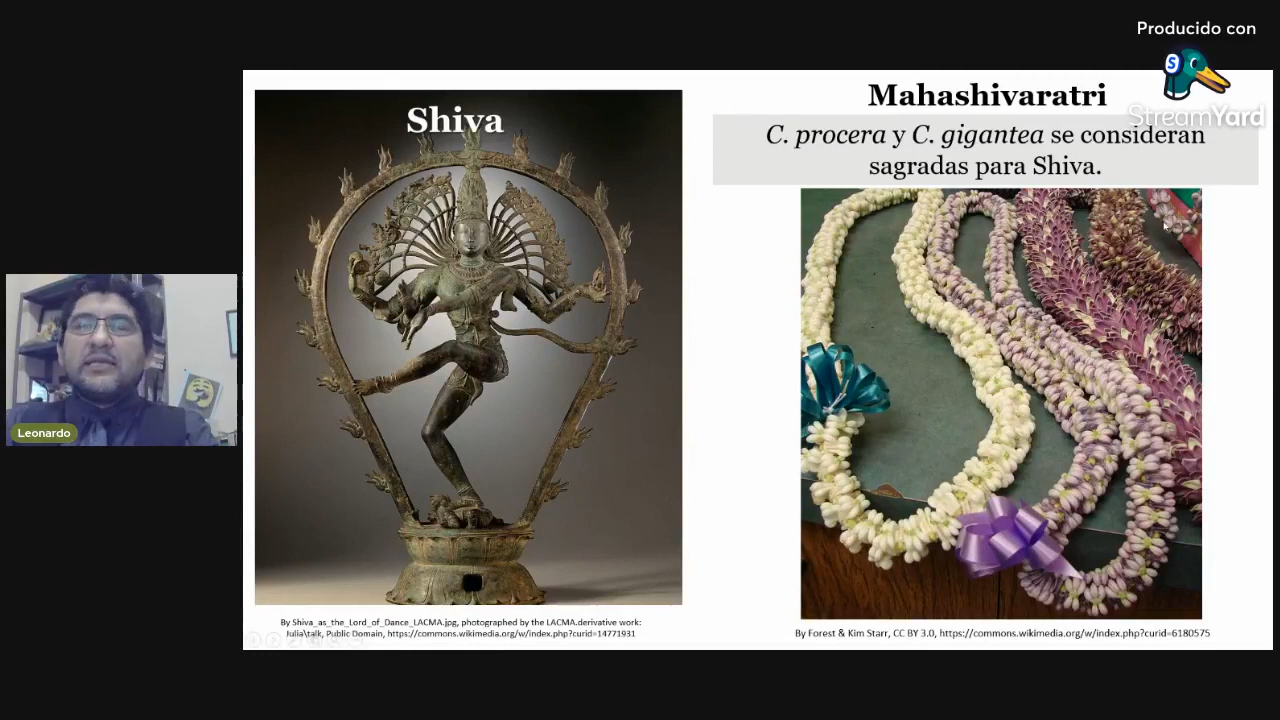 Producido con
S
StreamYard
Shiva
Mahashivaratri
C. procera y C. gigantea se consideran
sagradas para Shiva.
Leonardo
By Shiva_as_the_Lord_of_Dance_LACMA.jpg, photographed by the LACMA.derivative work:
Julia\talk, Public Domain, https://commons.wikimedia.org/w/index.php?curid=14771931
By Forest & Kim Starr, CC BY 3.0, https://commons.wikimedia.org/w/index.php?curid=6180575